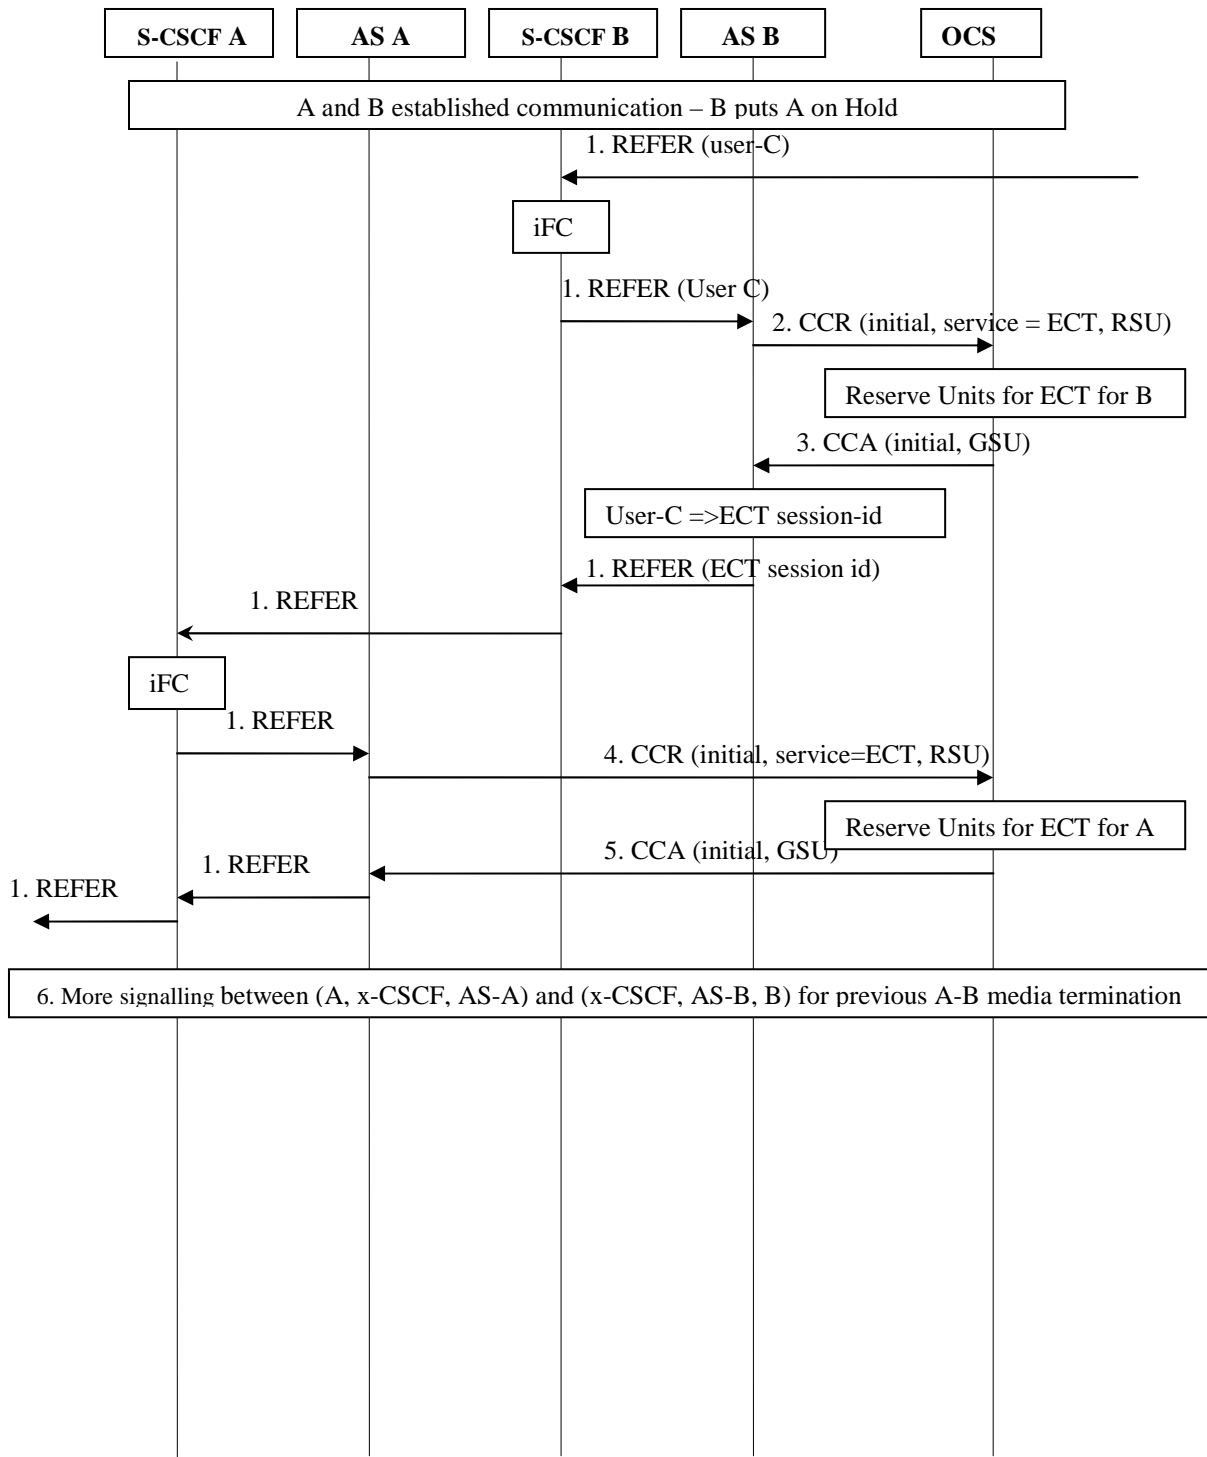 S-CSCF A
AS A
S-CSCF B
AS B
OCS
A and B established communication – B puts A on Hold
1. REFER (user-C)
iFC
1. REFER (User C)
2. CCR (initial, service = ECT, RSU)
Reserve Units for ECT for B
3. CCA (initial, GSU)
User-C =>ECT session-id
1. REFER (ECT session id)
1. REFER
iFC
1. REFER
4. CCR (initial, service=ECT, RSU)
Reserve Units for ECT for A
5. CCA (initial, GSU)
1. REFER
1. REFER
6. More signalling between (A, x-CSCF, AS-A) and (x-CSCF, AS-B, B) for previous A-B media termination